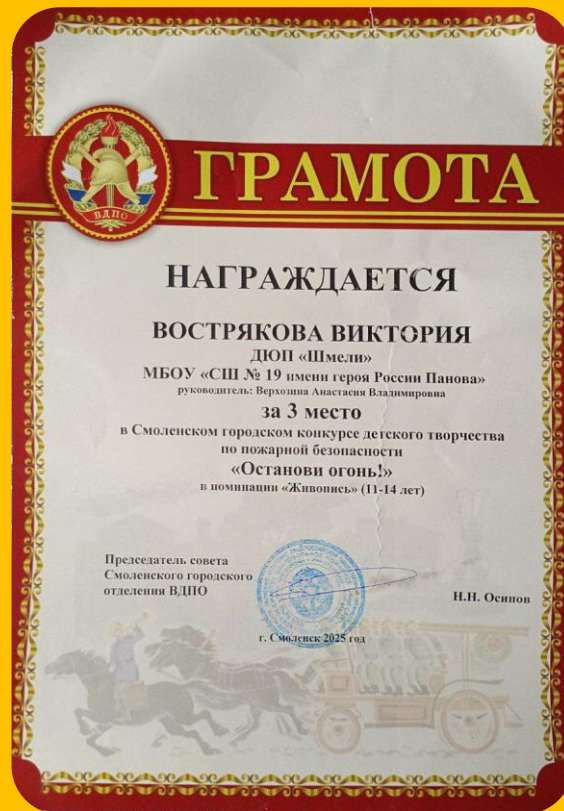 ГРАМОТА
ВДПО
НАГРАЖДАЕТСЯ
ВОСТРЯКОВА ВИКТОРИЯ
ДЮП «Шмели»
МБОУ «СШ № 19 имени героя России Панова»
руководитель: Верхозина Анастасия Владимировна
за 3 место
в Смоленском городском конкурсе детского творчества
по пожарной безопасности
«Останови огонь!»
в номинации «Живопись» (11-14 лет)
Председатель совета
Смоленского городского
отделения ВДПО
Н.Н. Осипов
г. Смоленск 2025 год